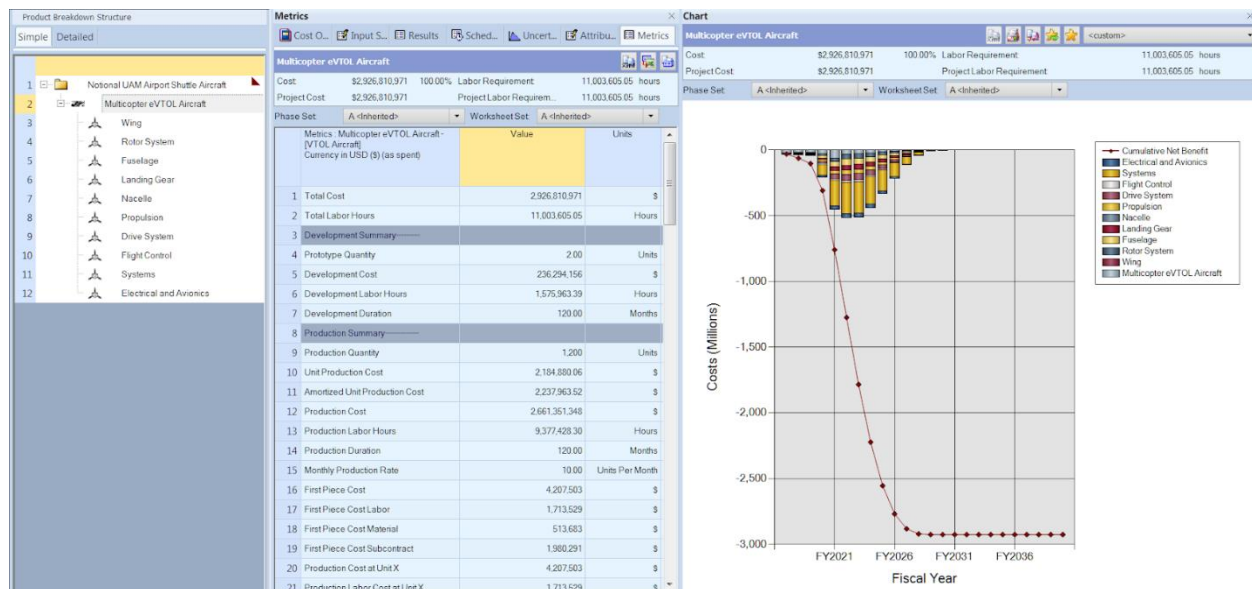 Product Breakdown Structure
Simple Detailed
1 Notional UAM Airport Shuttle Aircraft
2 Multicopter eVTOL Aircraft
3 Wing
4 Rotor System
5 Fuselage
6 Landing Gear
7 Nacelle
8 Propulsion
9 Drive System
10 Flight Control
11 Systems
12 Electrical and Avionics
Metrics
Cost O... Input S... Results Sched... Uncert... Attribu... Metrics
Multicopter eVTOL Aircraft
Cost: $2,926,810,971 100.00% Labor Requirement 11,003,605.05 hours
Project Cost: $2,926,810,971 Project Labor Requirem... 11,003,605.05 hours
Phase Set: A <Inherited> Worksheet Set: A <Inherited>
Metrics : Multicopter eVTOL Aircraft - Value Units
[VTOL Aircraft]
Currency in USD ($) (as spent)
1 Total Cost 2,926,810,971 $
2 Total Labor Hours 11,003,605.05 Hours
3 Development Summary
4 Prototype Quantity 2.00 Units
5 Development Cost 236,294,156 $
6 Development Labor Hours 1,575,963.39 Hours
7 Development Duration 120.00 Months
8 Production Summary
9 Production Quantity 1,200 Units
10 Unit Production Cost 2,184,880.06 $
11 Amortized Unit Production Cost 2,237,963.52 $
12 Production Cost 2,661,351,348 $
13 Production Labor Hours 9,377,428.30 Hours
14 Production Duration 120.00 Months
15 Monthly Production Rate 10.00 Units Per Month
16 First Piece Cost 4,207,503 $
17 First Piece Cost Labor 1,713,529 $
18 First Piece Cost Material 513,683 $
19 First Piece Cost Subcontract 1,980,291 $
20 Production Cost at Unit X 4,207,503 $
21 Production Labor Cost at Unit X 1,713,529 $
Chart
Multicopter eVTOL Aircraft <custom>
Cost: $2,926,810,971 100.00% Labor Requirement 11,003,605.05 hours
Project Cost: $2,926,810,971 Project Labor Requirement 11,003,605.05 hours
Phase Set: A <Inherited> Worksheet Set: A <Inherited>
0
-500
-1,000
-1,500
-2,000
-2,500
-3,000
Costs (Millions)
FY2021 FY2026 FY2031 FY2036
Fiscal Year
Cumulative Net Benefit
Electrical and Avionics
Systems
Flight Control
Drive System
Propulsion
Nacelle
Landing Gear
Fuselage
Rotor System
Wing
Multicopter eVTOL Aircraft